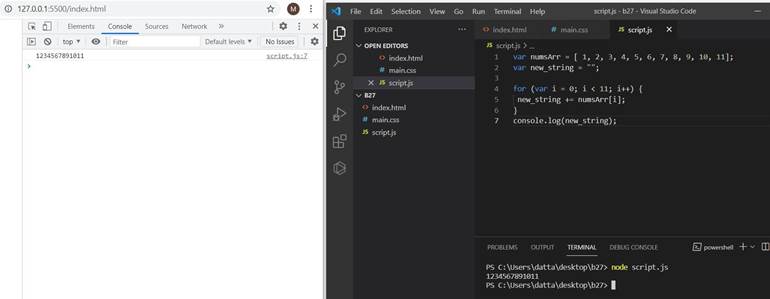 127.0.0.1:5500/index.html
M
Elements Console Sources Network »
top ▾ Filter Default levels ▾ No Issues
1234567891011 script.js:7
>
File Edit Selection View Go Run Terminal Help script.js - b27 - Visual Studio Code
EXPLORER ...
OPEN EDITORS
index.html
# main.css
× JS script.js
B27
index.html
# main.css
JS script.js
index.html # main.css JS script.js ×
JS script.js > ...
1 var numsArr = [ 1, 2, 3, 4, 5, 6, 7, 8, 9, 10, 11];
2 var new_string = "";
3
4 for (var i = 0; i < 11; i++) {
5 new_string += numsArr[i];
6 }
7 console.log(new_string);
PROBLEMS OUTPUT TERMINAL DEBUG CONSOLE powershell + ˅
PS C:\Users\datta\desktop\b27> node script.js
1234567891011
PS C:\Users\datta\desktop\b27>